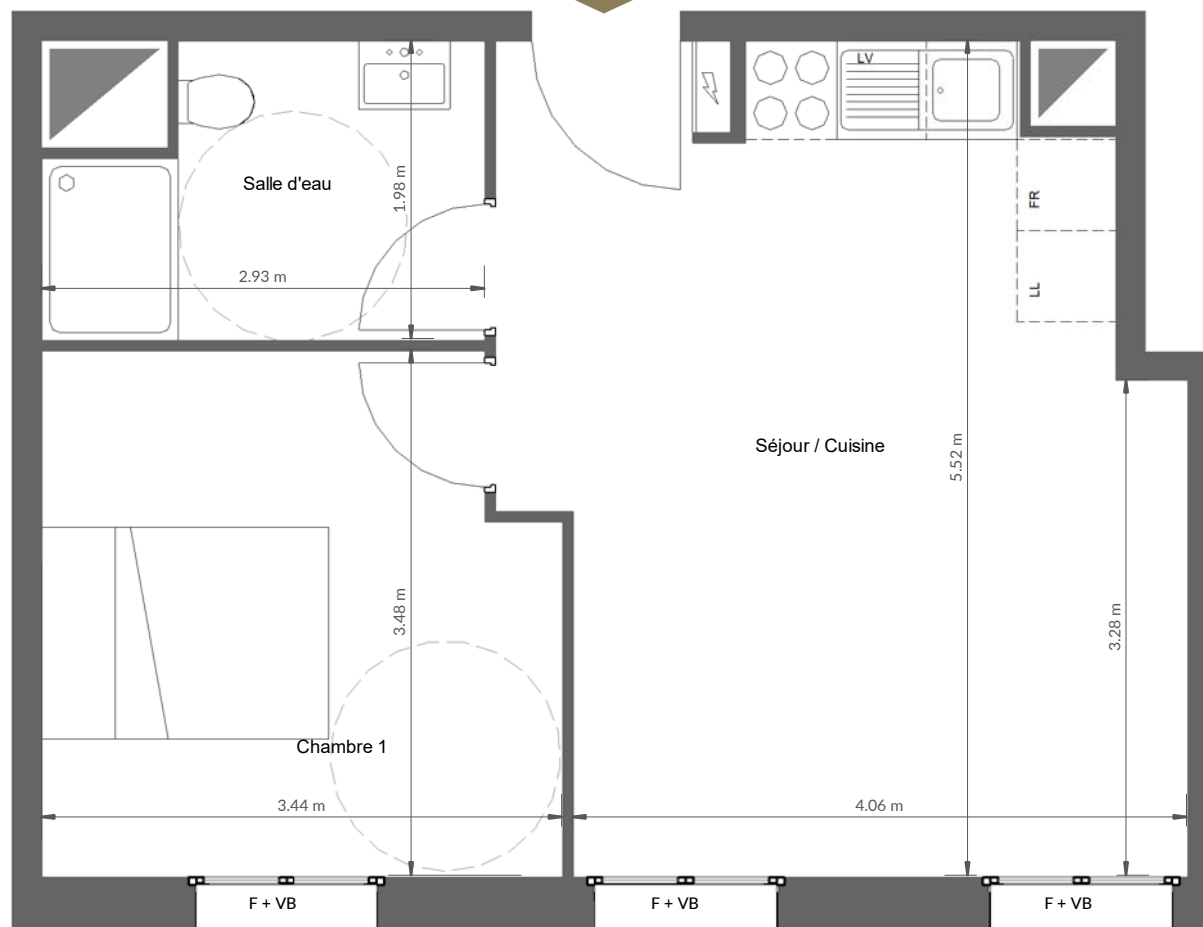 LV
Salle d'eau
1.98 m
FR
2.93 m
LL
Séjour / Cuisine
5.52 m
3.48 m
3.28 m
Chambre 1
3.44 m
4.06 m
F + VB
F + VB
F + VB